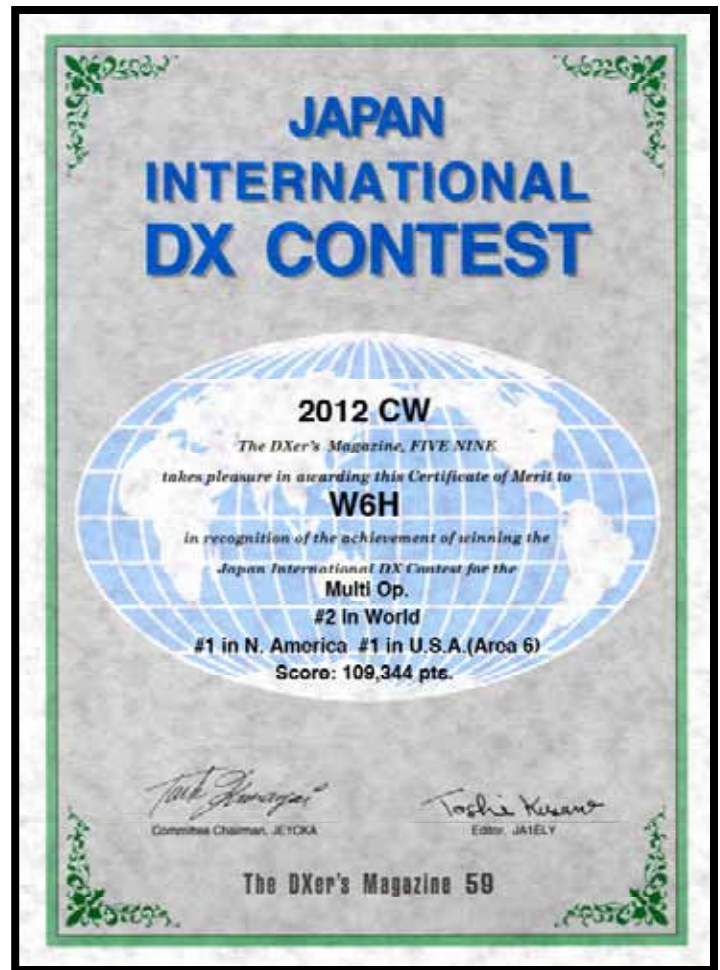 JAPAN
INTERNATIONAL
DX CONTEST
2012 CW
The DXer's Magazine, FIVE NINE
takes pleasure in awarding this Certificate of Merit to
W6H
in recognition of the achievement of winning the
Japan International DX Contest for the
Multi Op.
#2 In World
#1 in N. America #1 in U.S.A.(Area 6)
Score: 109,344 pts.
Toshi Kusano
Committee Chairman, JE1CKA
Editor, JA1ELY
The DXer's Magazine 59